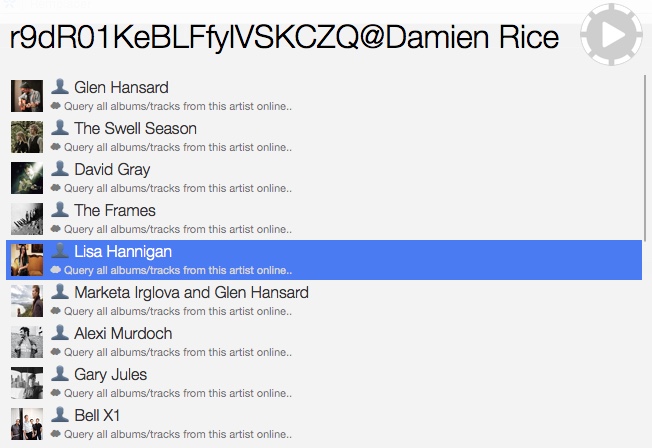 r9dR01KeBLFfylVSKCZQ@Damien Rice
Glen Hansard
Query all albums/tracks from this artist online..
The Swell Season
Query all albums/tracks from this artist online..
David Gray
Query all albums/tracks from this artist online..
The Frames
Query all albums/tracks from this artist online..
Lisa Hannigan
Query all albums/tracks from this artist online..
Marketa Irglova and Glen Hansard
Query all albums/tracks from this artist online..
Alexi Murdoch
Query all albums/tracks from this artist online..
Gary Jules
Query all albums/tracks from this artist online..
Bell X1
Query all albums/tracks from this artist online..